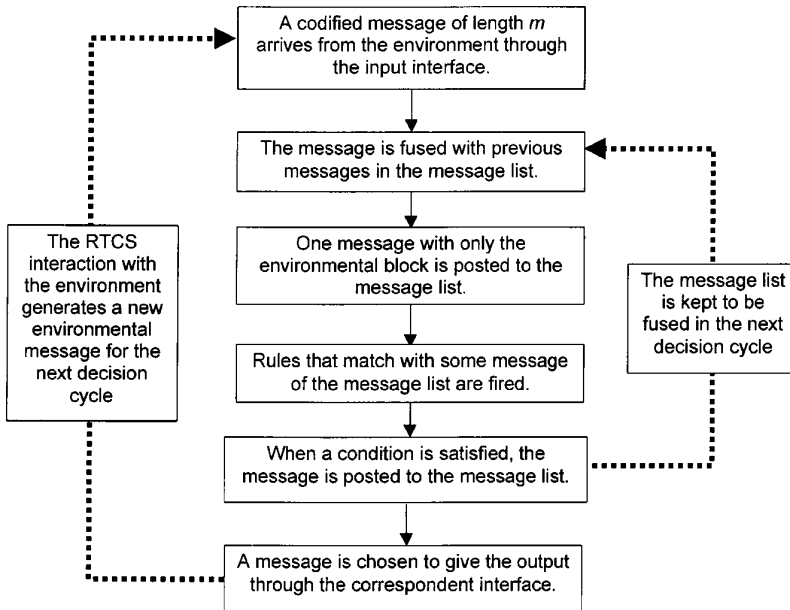 A codified message of length m
arrives from the environment through
the input interface.
The message is fused with previous
messages in the message list.
One message with only the
environmental block is posted to the
message list.
Rules that match with some message
of the message list are fired.
When a condition is satisfied, the
message is posted to the message list.
A message is chosen to give the output
through the correspondent interface.
The RTCS
interaction with
the environment
generates a new
environmental
message for the
next decision
cycle
The message list
is kept to be
fused in the next
decision cycle